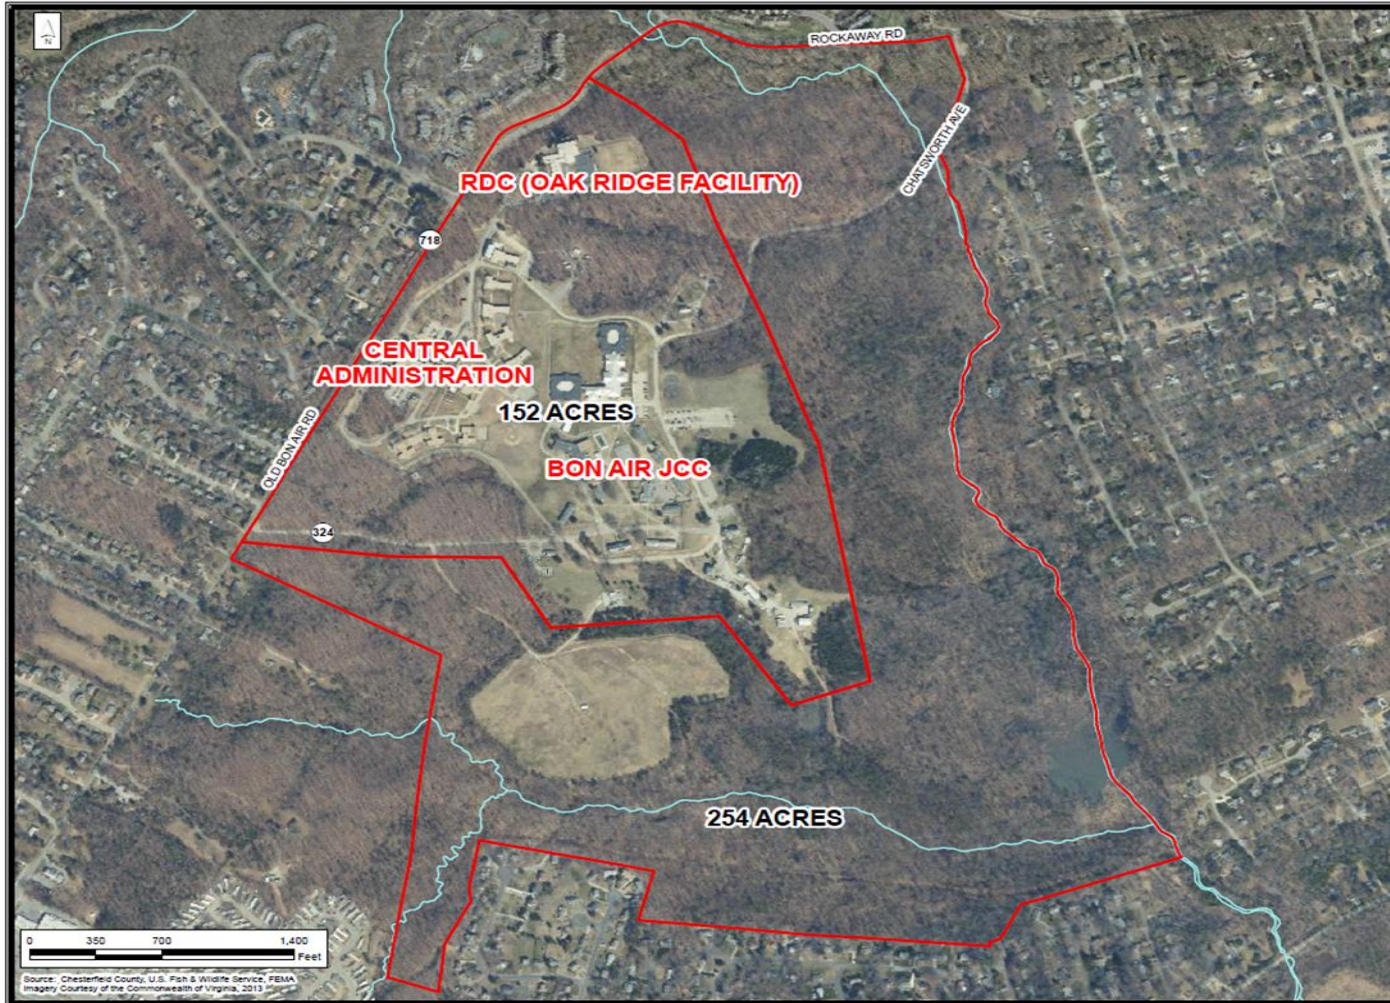 N
ROCKAWAY RD
CHATSWORTH AVE
RDC (OAK RIDGE FACILITY)
718
CENTRAL
ADMINISTRATION
152 ACRES
OLD BON AIR RD
BON AIR JCC
324
254 ACRES
0 350 700 1,400
Feet
Source: Chesterfield County, U.S. Fish & Wildlife Service, FEMA
Imagery Courtesy of the Commonwealth of Virginia, 2013